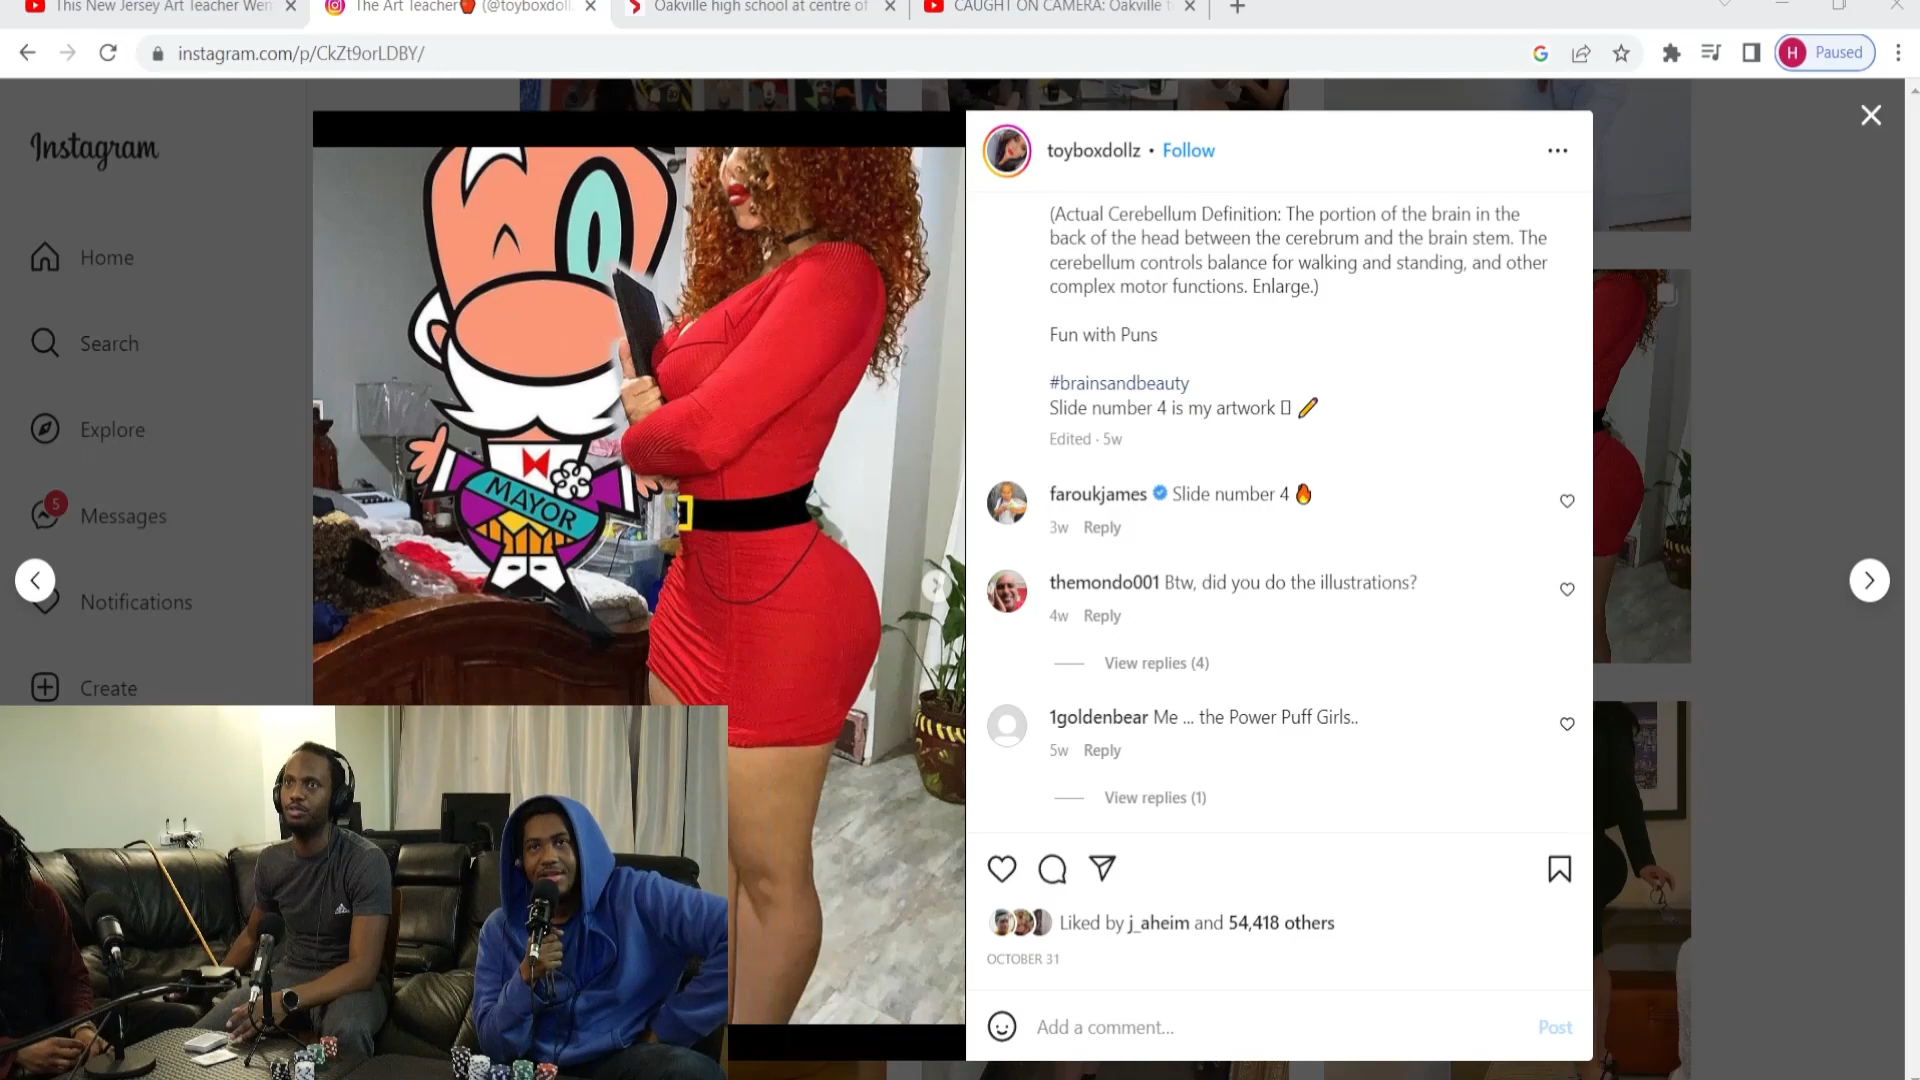 This New Jersey Art Teacher Wen
The Art Teacher🍎 (@toyboxdoll
Oakville high school at centre of
CAUGHT ON CAMERA: Oakville t
instagram.com/p/CkZt9orLDBY/
H Paused
Instagram
Home
Search
Explore
5
Messages
Notifications
Create
MAYOR
toyboxdollz • Follow
(Actual Cerebellum Definition: The portion of the brain in the
back of the head between the cerebrum and the brain stem. The
cerebellum controls balance for walking and standing, and other
complex motor functions. Enlarge.)
Fun with Puns
#brainsandbeauty
Slide number 4 is my artwork ▯ ✏️
Edited · 5w
faroukjames Slide number 4 🔥
3w Reply
themondo001 Btw, did you do the illustrations?
4w Reply
View replies (4)
1goldenbear Me ... the Power Puff Girls..
5w Reply
View replies (1)
Liked by j_aheim and 54,418 others
OCTOBER 31
Add a comment...
Post